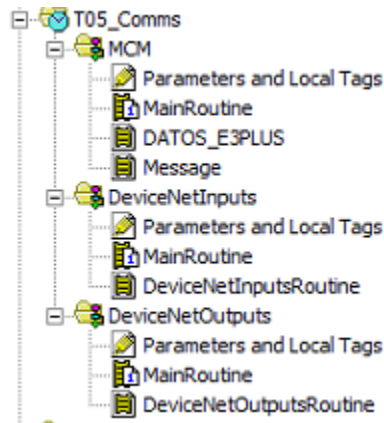 T05_Comms
MCM
Parameters and Local Tags
MainRoutine
DATOS_E3PLUS
Message
DeviceNetInputs
Parameters and Local Tags
MainRoutine
DeviceNetInputsRoutine
DeviceNetOutputs
Parameters and Local Tags
MainRoutine
DeviceNetOutputsRoutine